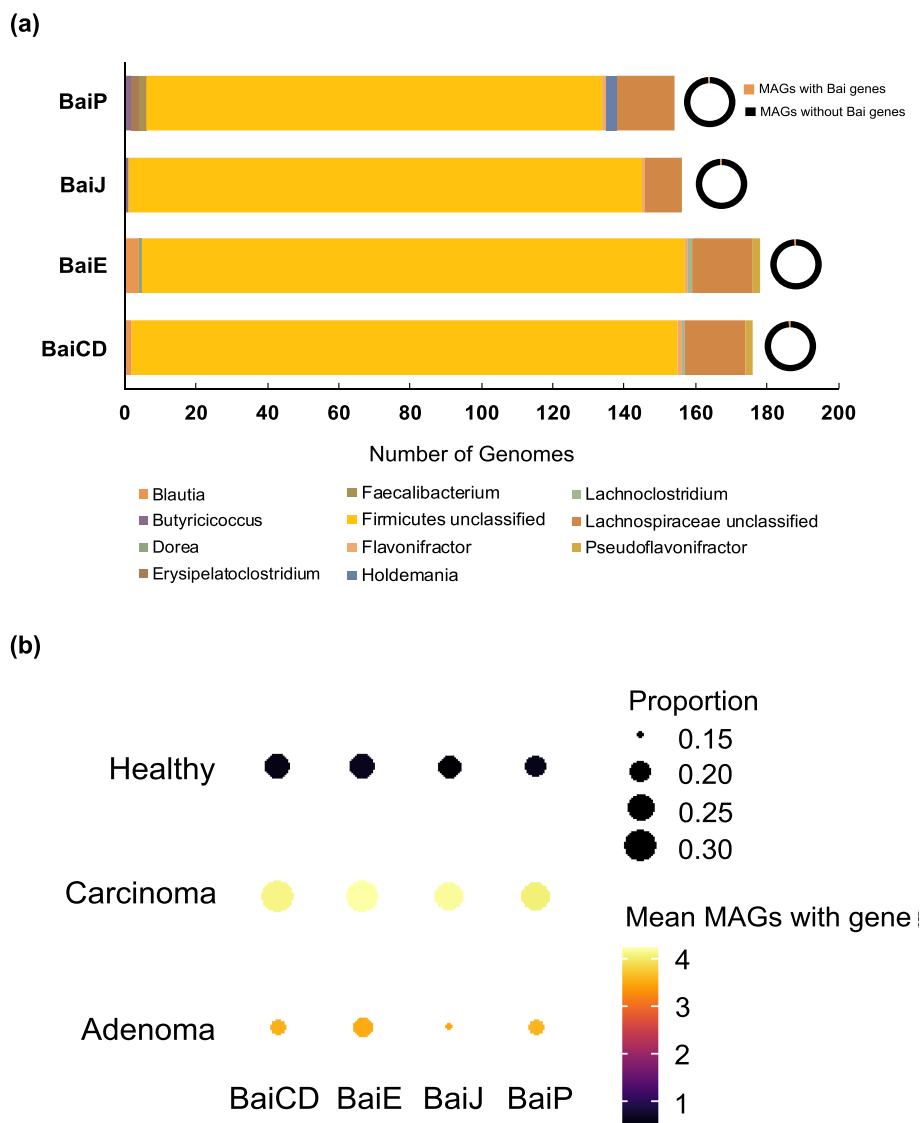 (a)
BaiP
MAGs with Bai genes
MAGs without Bai genes
BaiJ
BaiE
BaiCD
0 20 40 60 80 100 120 140 160 180 200
Number of Genomes
Blautia
Butyricicoccus
Dorea
Erysipelatoclostridium
Faecalibacterium
Firmicutes unclassified
Flavonifractor
Holdemania
Lachnoclostridium
Lachnospiraceae unclassified
Pseudoflavonifractor
(b)
Healthy
Carcinoma
Adenoma
BaiCD BaiE BaiJ BaiP
Proportion
0.15
0.20
0.25
0.30
Mean MAGs with gene
4
3
2
1